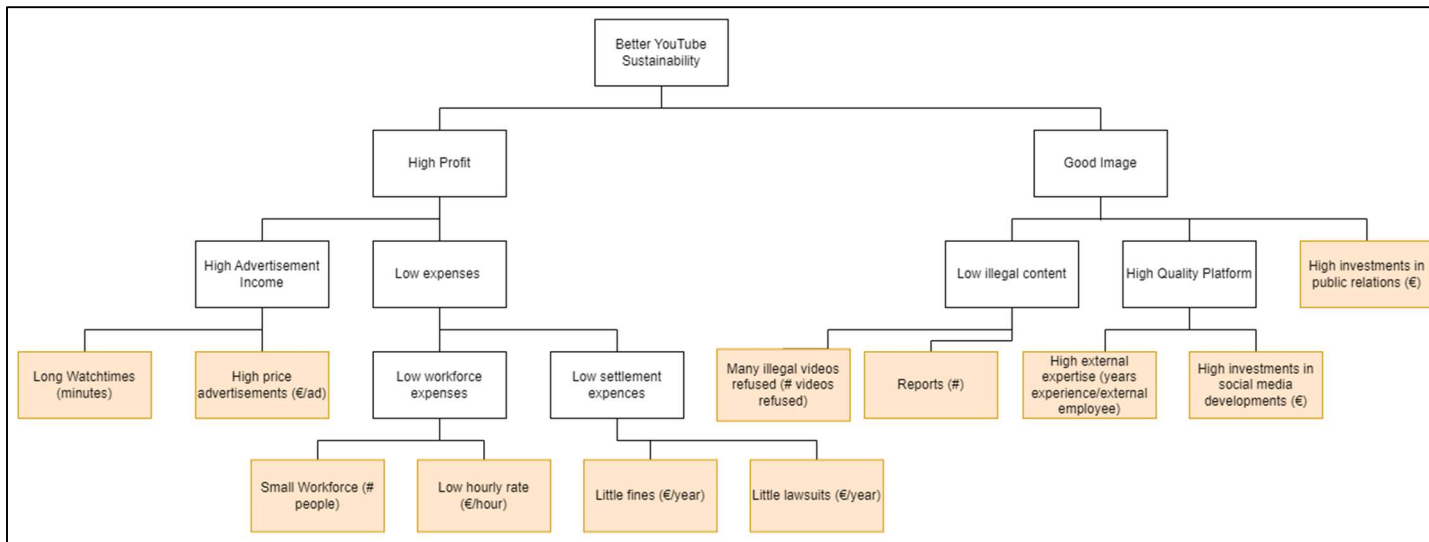 Better YouTube
Sustainability
High Profit
Good Image
High Advertisement
Income
Low expenses
Low illegal content
High Quality Platform
High investments in
public relations (€)
Long Watchtimes
(minutes)
High price
advertisements (€/ad)
Low workforce
expenses
Low settlement
expences
Many illegal videos
refused (# videos
refused)
Reports (#)
High external
expertise (years
experience/external
employee)
High investments in
social media
developments (€)
Small Workforce (#
people)
Low hourly rate
(€/hour)
Little fines (€/year)
Little lawsuits (€/year)